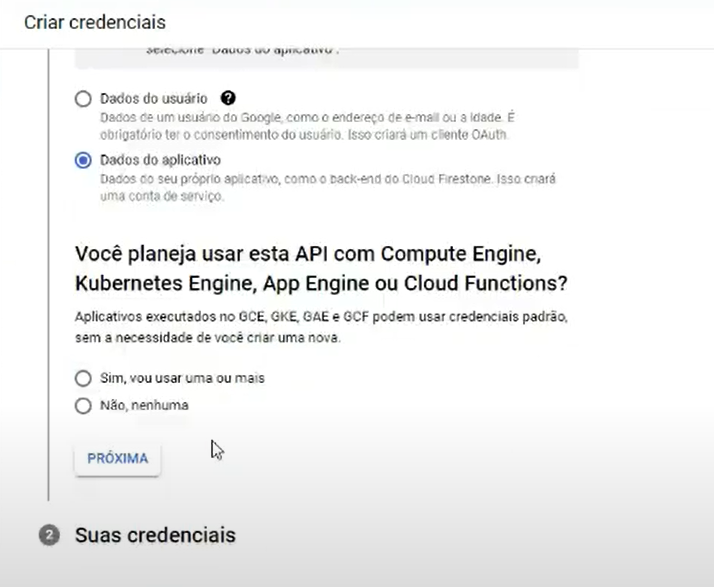 Criar credenciais
selecione "Dados do aplicativo".
Dados do usuário ?
Dados de um usuário do Google, como o endereço de e-mail ou a idade. É
obrigatório ter o consentimento do usuário. Isso criará um cliente OAuth.
Dados do aplicativo
Dados do seu próprio aplicativo, como o back-end do Cloud Firestone. Isso criará
uma conta de serviço.
Você planeja usar esta API com Compute Engine,
Kubernetes Engine, App Engine ou Cloud Functions?
Aplicativos executados no GCE, GKE, GAE e GCF podem usar credenciais padrão,
sem a necessidade de você criar uma nova.
Sim, vou usar uma ou mais
Não, nenhuma
PRÓXIMA
2 Suas credenciais